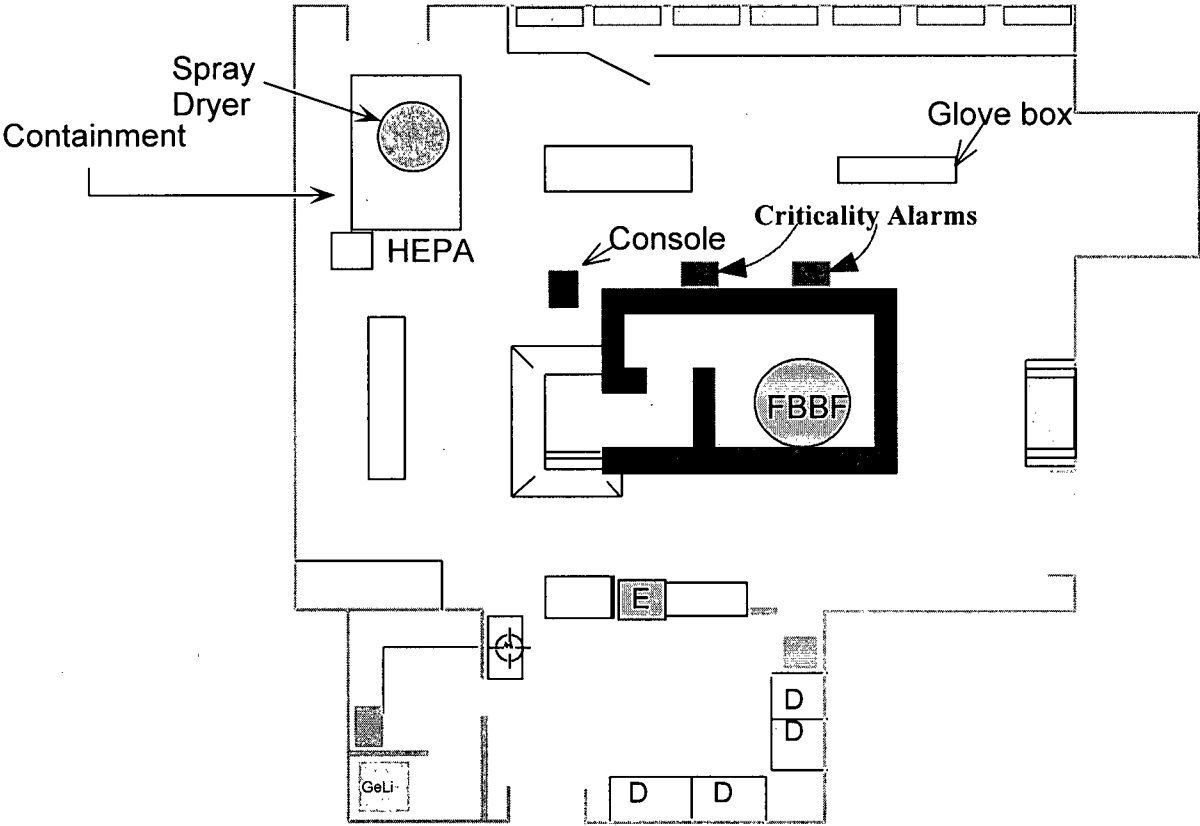 Spray
Dryer
Containment
Glove box
Criticality Alarms
Console
HEPA
FBBF
E
D
D
GeLi
D
D